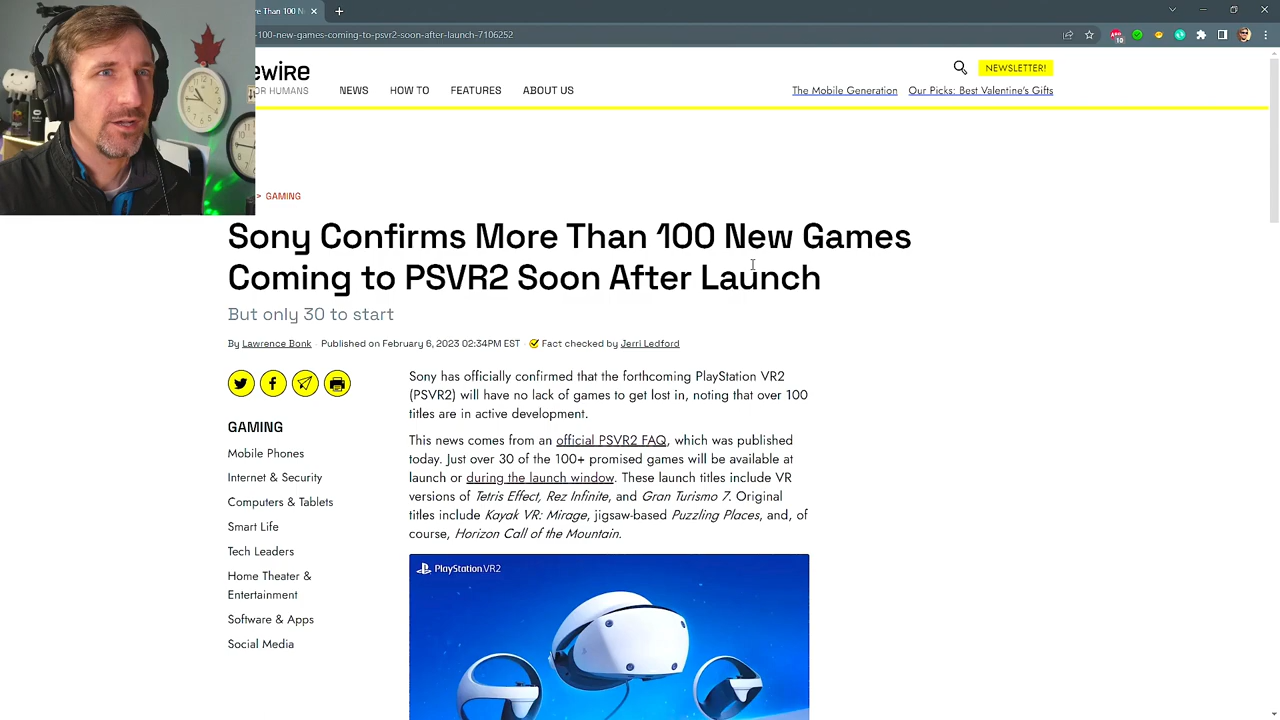 100 New
-100-new-games-coming-to-psvr2-soon-after-launch-7106252
10
ewire
OR HUMANS
NEWS
HOW TO
FEATURES
ABOUT US
NEWSLETTER!
The Mobile Generation
Our Picks: Best Valentine's Gifts
> GAMING
Sony Confirms More Than 100 New Games
Coming to PSVR2 Soon After Launch
But only 30 to start
By Lawrence Bonk · Published on February 6, 2023 02:34PM EST · Fact checked by Jerri Ledford
Sony has officially confirmed that the forthcoming PlayStation VR2
(PSVR2) will have no lack of games to get lost in, noting that over 100
titles are in active development.
This news comes from an official PSVR2 FAQ, which was published
today. Just over 30 of the 100+ promised games will be available at
launch or during the launch window. These launch titles include VR
versions of Tetris Effect, Rez Infinite, and Gran Turismo 7. Original
titles include Kayak VR: Mirage, jigsaw-based Puzzling Places, and, of
course, Horizon Call of the Mountain.
GAMING
Mobile Phones
Internet & Security
Computers & Tablets
Smart Life
Tech Leaders
Home Theater &
Entertainment
Software & Apps
Social Media
PlayStation.VR2